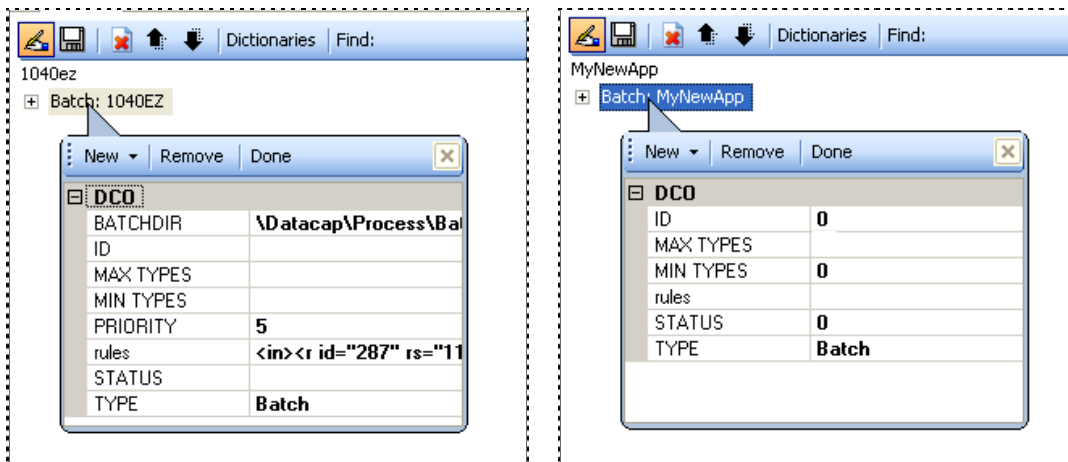 Dictionaries Find:
1040ez
Batch: 1040EZ
New Remove Done
DCO
BATCHDIR \Datacap\Process\Bat
ID
MAX TYPES
MIN TYPES
PRIORITY 5
rules <in><r id="287" rs="11
STATUS
TYPE Batch
Dictionaries Find:
MyNewApp
Batch: MyNewApp
New Remove Done
DCO
ID 0
MAX TYPES
MIN TYPES 0
rules
STATUS 0
TYPE Batch